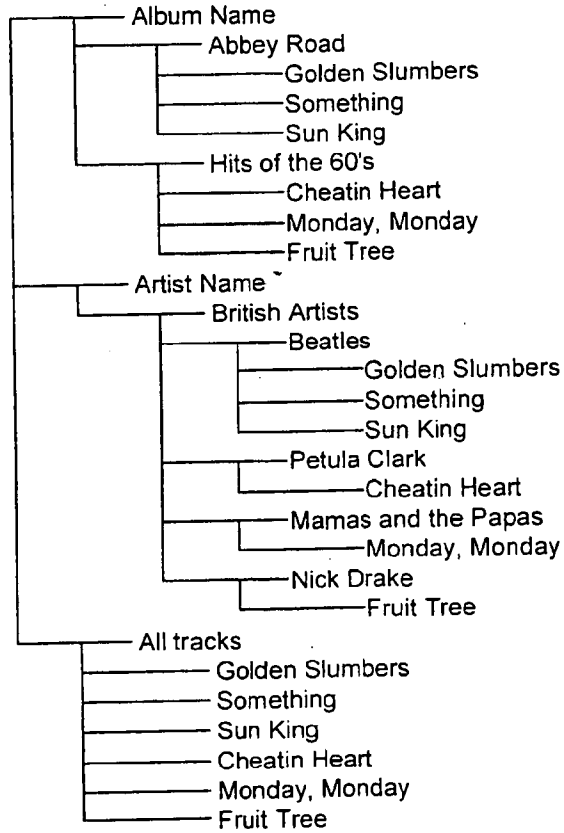 Album Name
Abbey Road
Golden Slumbers
Something
Sun King
Hits of the 60's
Cheatin Heart
Monday, Monday
Fruit Tree
Artist Name
British Artists
Beatles
Golden Slumbers
Something
Sun King
Petula Clark
Cheatin Heart
Mamas and the Papas
Monday, Monday
Nick Drake
Fruit Tree
All tracks
Golden Slumbers
Something
Sun King
Cheatin Heart
Monday, Monday
Fruit Tree